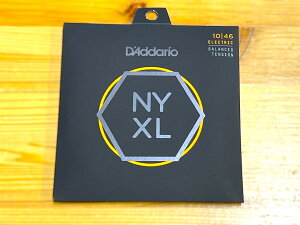 D'Addario
10|46
ELECTRIC
BALANCED
TENSION
NY
XL